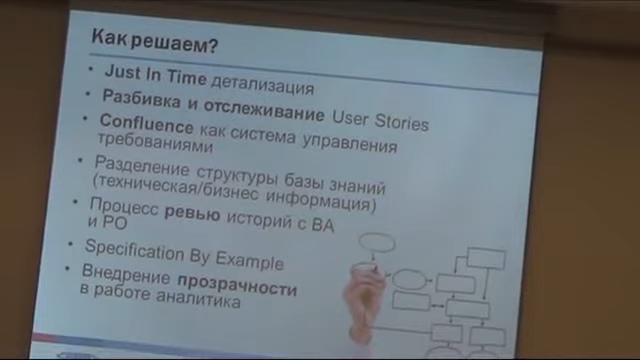 Как решаем?
• Just In Time детализация
• Разбивка и отслеживание User Stories
• Confluence как система управления
требованиями
• Разделение структуры базы знаний
(техническая/бизнес информация)
• Процесс ревью историй с BA
и PO
• Specification By Example
• Внедрение прозрачности
в работе аналитика